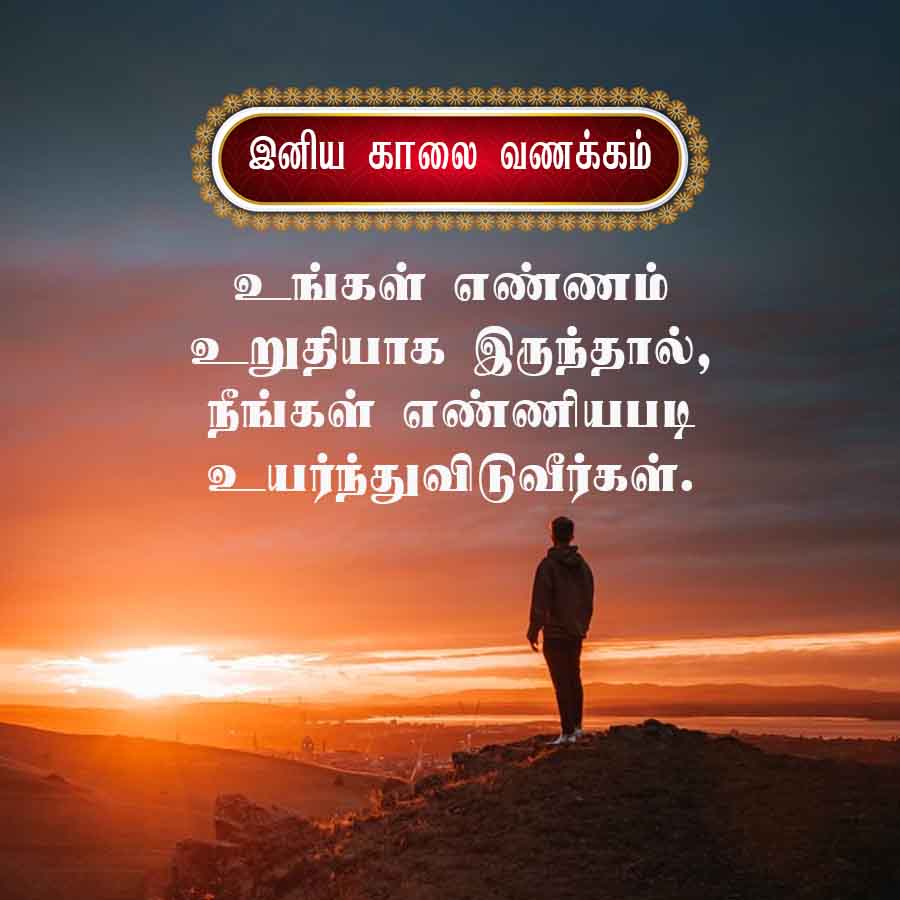 இனிய காலை வணக்கம்
உங்கள் எண்ணம்
உறுதியாக இருந்தால்,
நீங்கள் எண்ணியபடி
உயர்ந்துவிடுவீர்கள்.